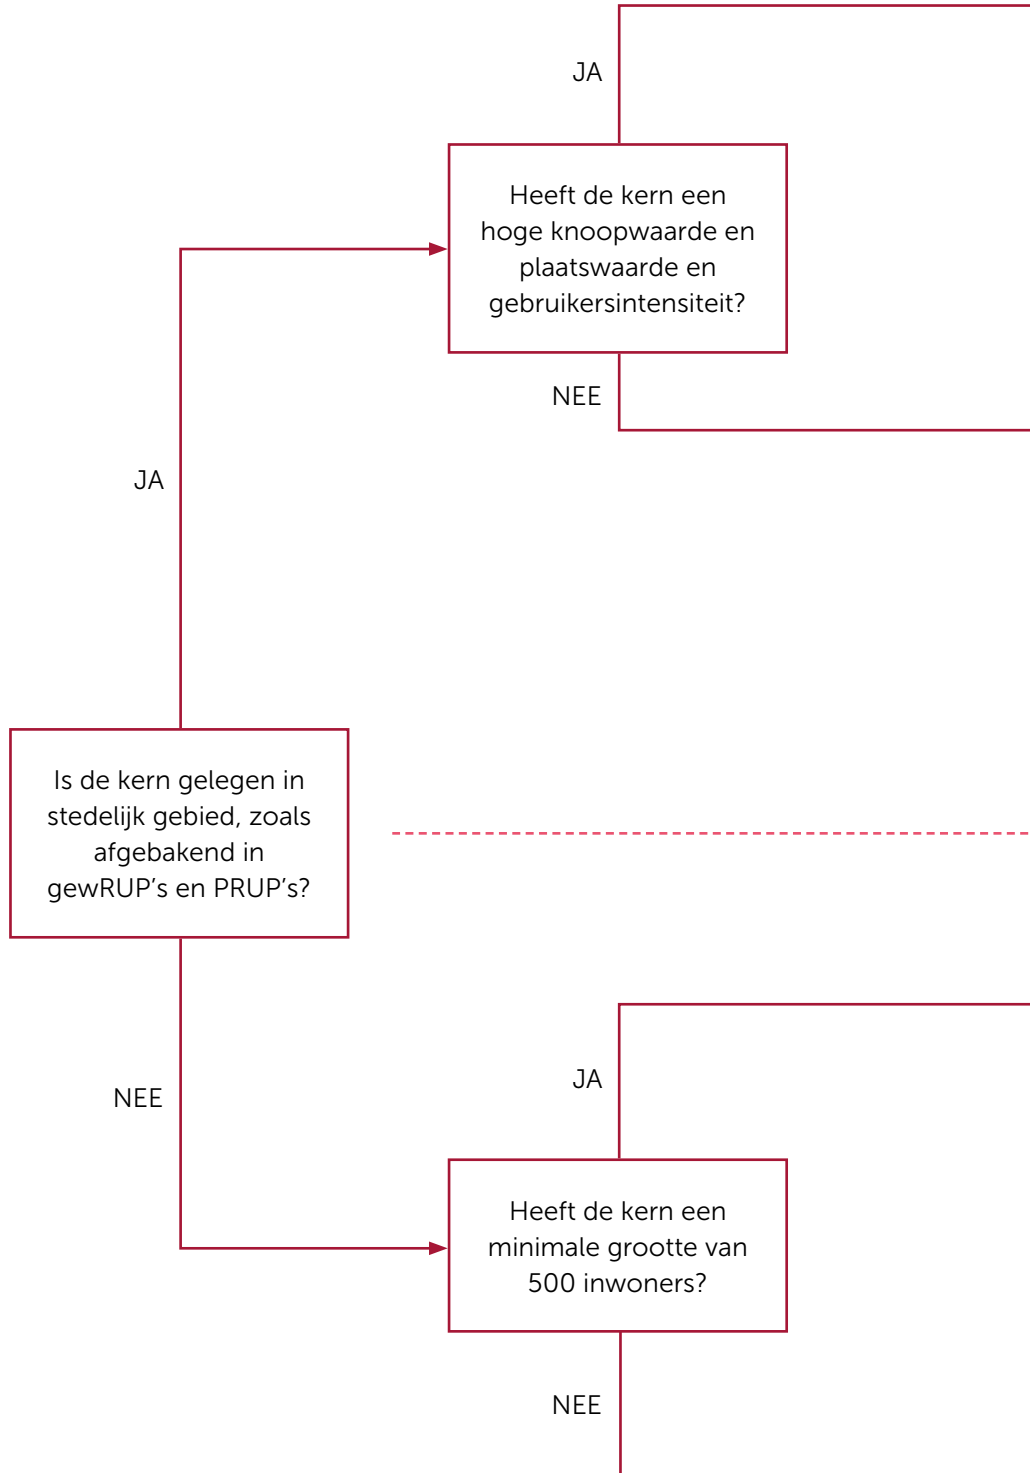 JA
Heeft de kern een
hoge knoopwaarde en
plaatswaarde en
gebruikersintensiteit?
NEE
JA
Is de kern gelegen in
stedelijk gebied, zoals
afgebakend in
gewRUP’s en PRUP’s?
NEE
JA
Heeft de kern een
minimale grootte van
500 inwoners?
NEE